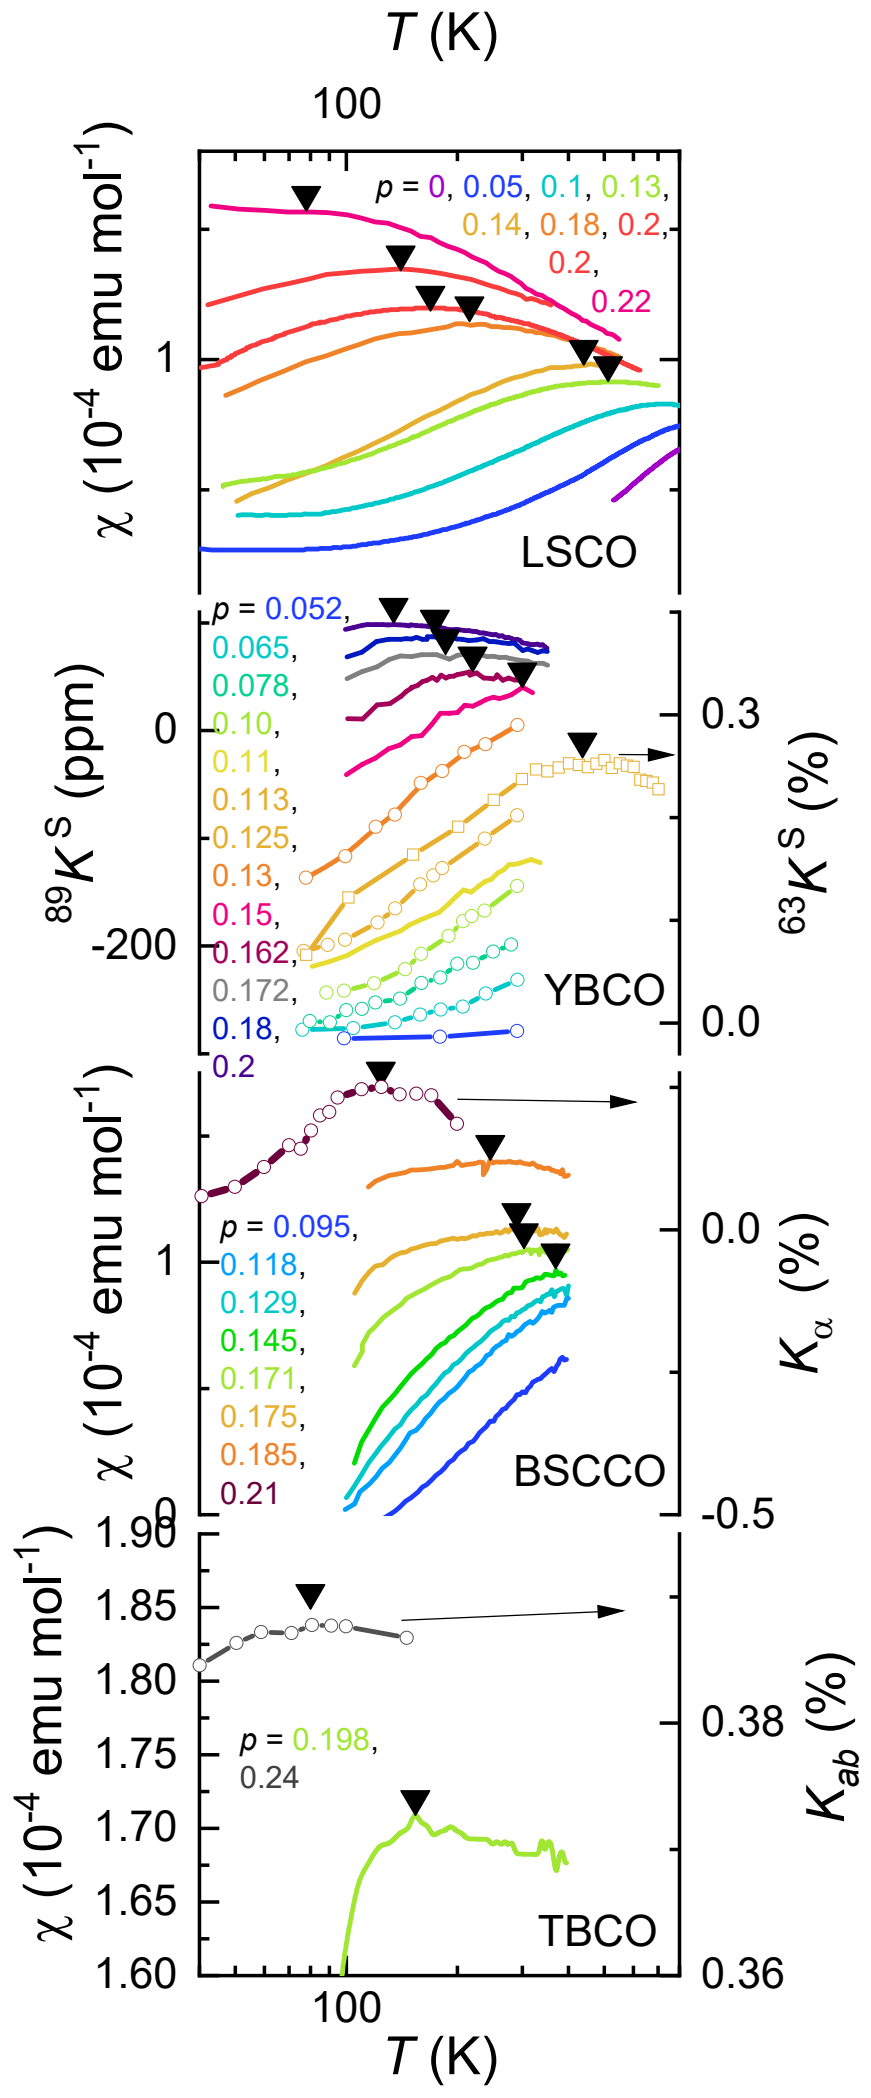 T (K)
100
χ (10-4 emu mol-1)
1
p = 0, 0.05, 0.1, 0.13,
0.14, 0.18, 0.2,
0.2,
0.22
LSCO
89K S (ppm)
0
-200
p = 0.052,
0.065,
0.078,
0.10,
0.11,
0.113,
0.125,
0.13,
0.15,
0.162,
0.172,
0.18,
0.2
YBCO
0.3
0.0
63K S (%)
χ (10-4 emu mol-1)
1
0
p = 0.095,
0.118,
0.129,
0.145,
0.171,
0.175,
0.185,
0.21
BSCCO
0.0
-0.5
Kα (%)
χ (10-4 emu mol-1)
1.90
1.85
1.80
1.75
1.70
1.65
1.60
p = 0.198,
0.24
TBCO
0.38
0.36
Kab (%)
100
T (K)